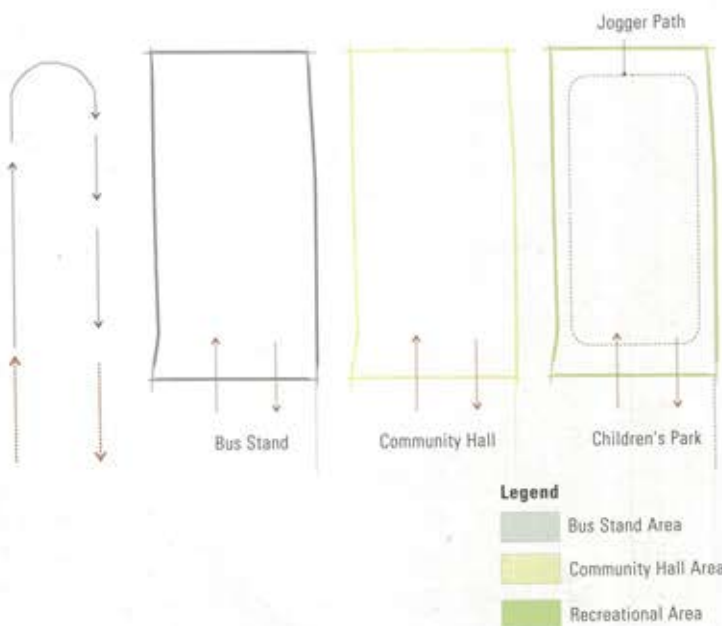 Jogger Path
Bus Stand
Community Hall
Children's Park
Legend
Bus Stand Area
Community Hall Area
Recreational Area